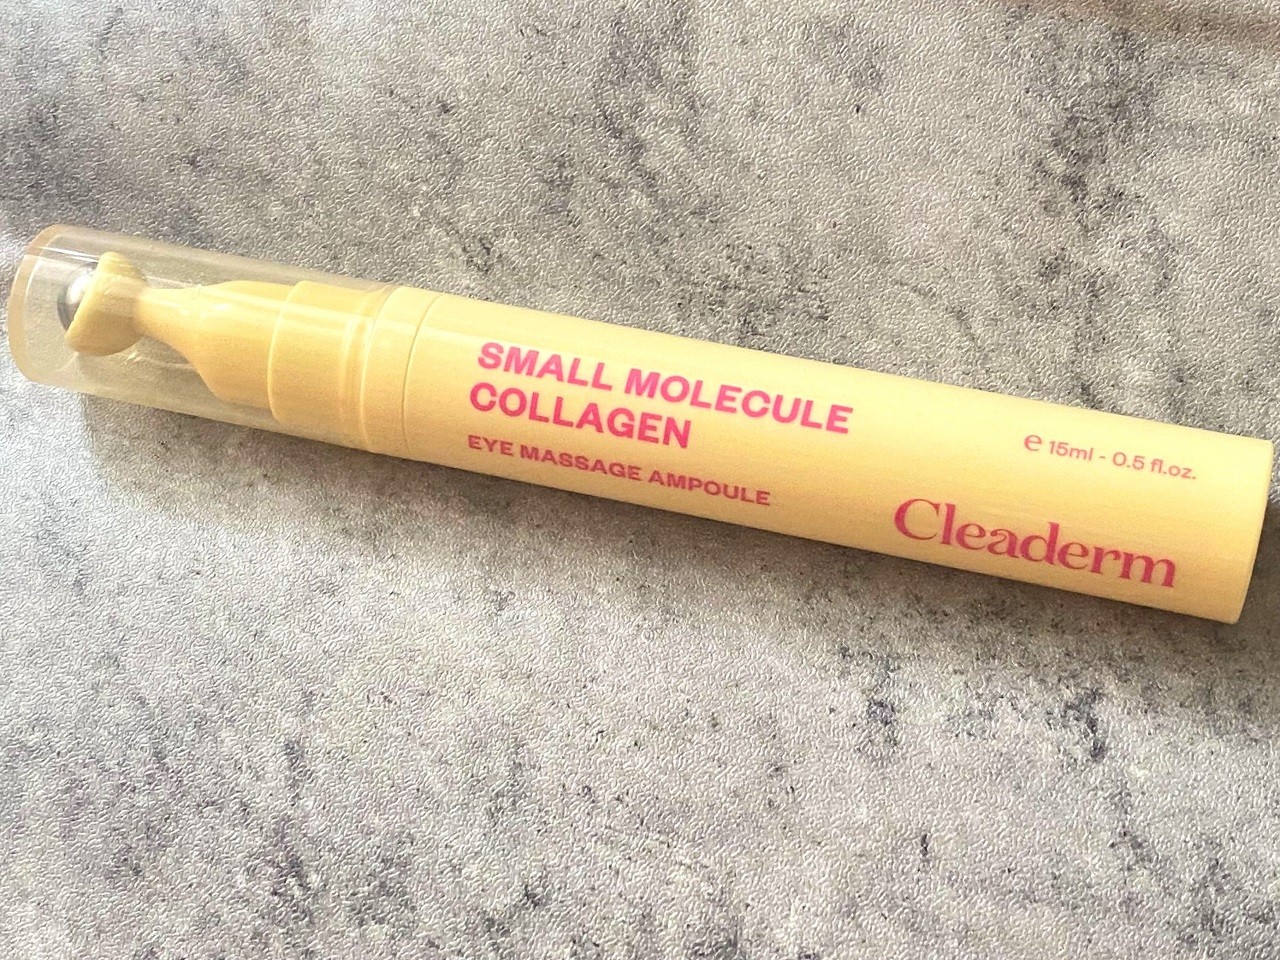 SMALL MOLECULE
COLLAGEN
EYE MASSAGE AMPOULE
℮ 15ml - 0.5 fl.oz.
Cleaderm